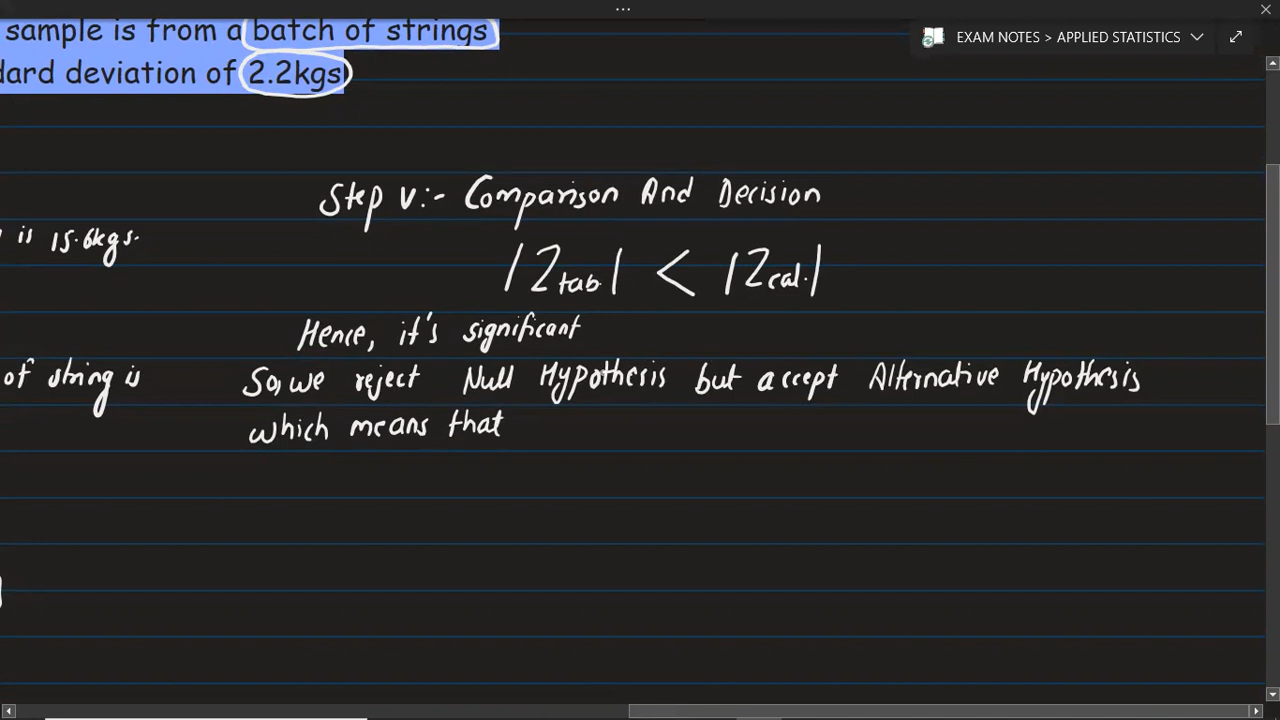 EXAM NOTES > APPLIED STATISTICS
sample is from a batch of strings
dard deviation of 2.2kgs
is 15.6kgs.
of string is
Step V:- Comparison And Decision
|Ztab| < |Zcal.|
Hence, it's significant
So, we reject Null Hypothesis but accept Alternative Hypothesis
which means that